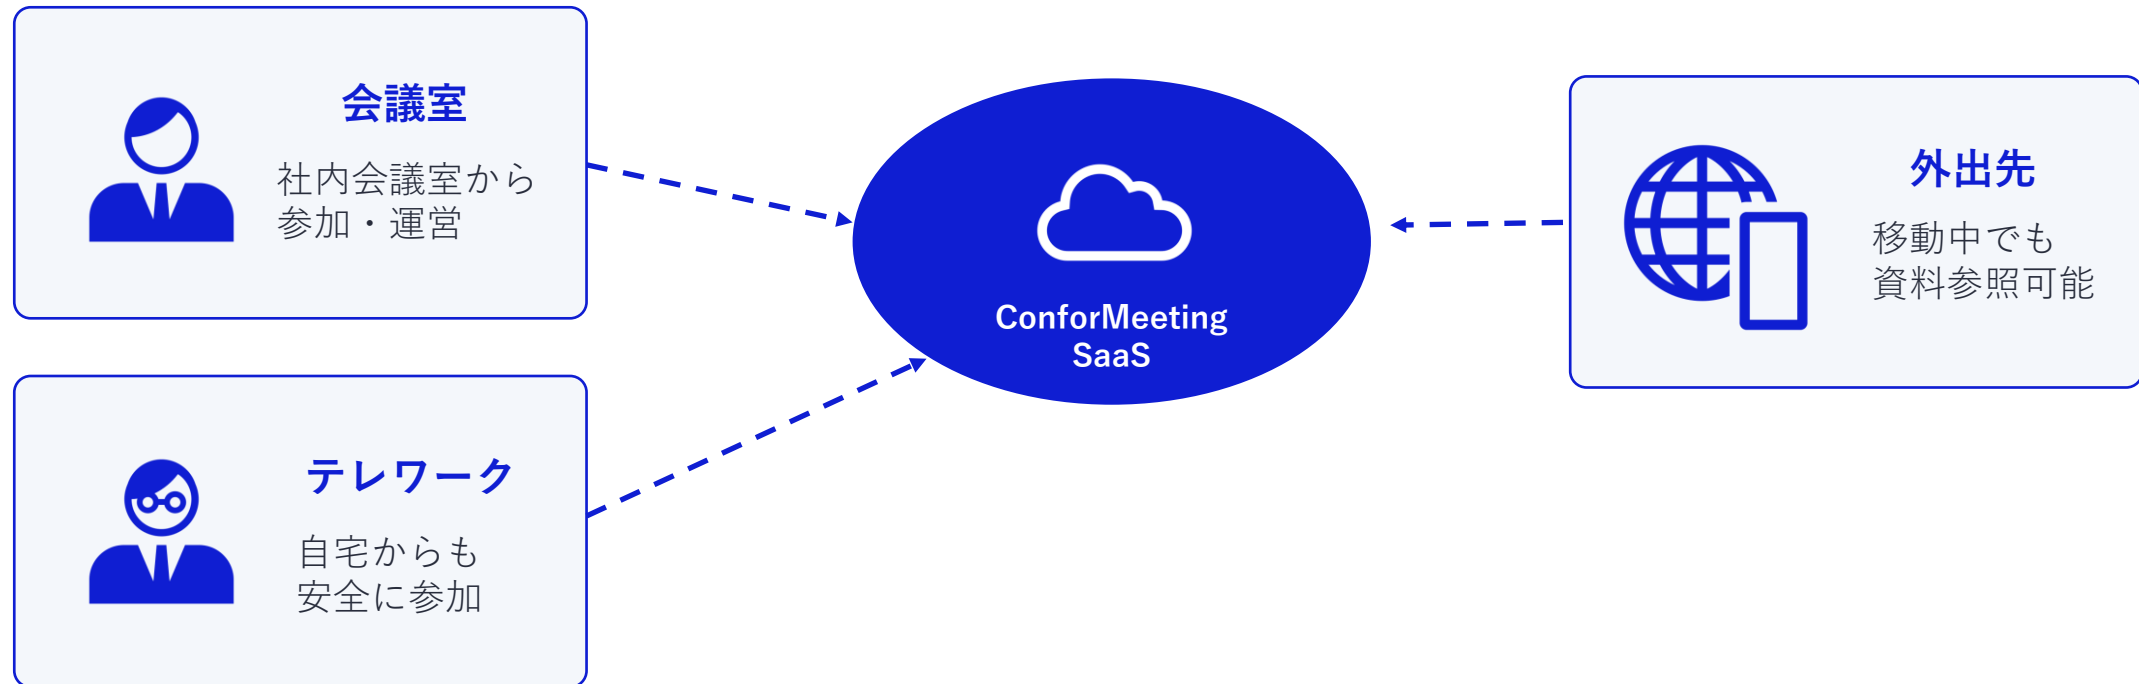 会議室
社内会議室から
参加・運営
テレワーク
自宅からも
安全に参加
ConforMeeting
SaaS
外出先
移動中でも
資料参照可能